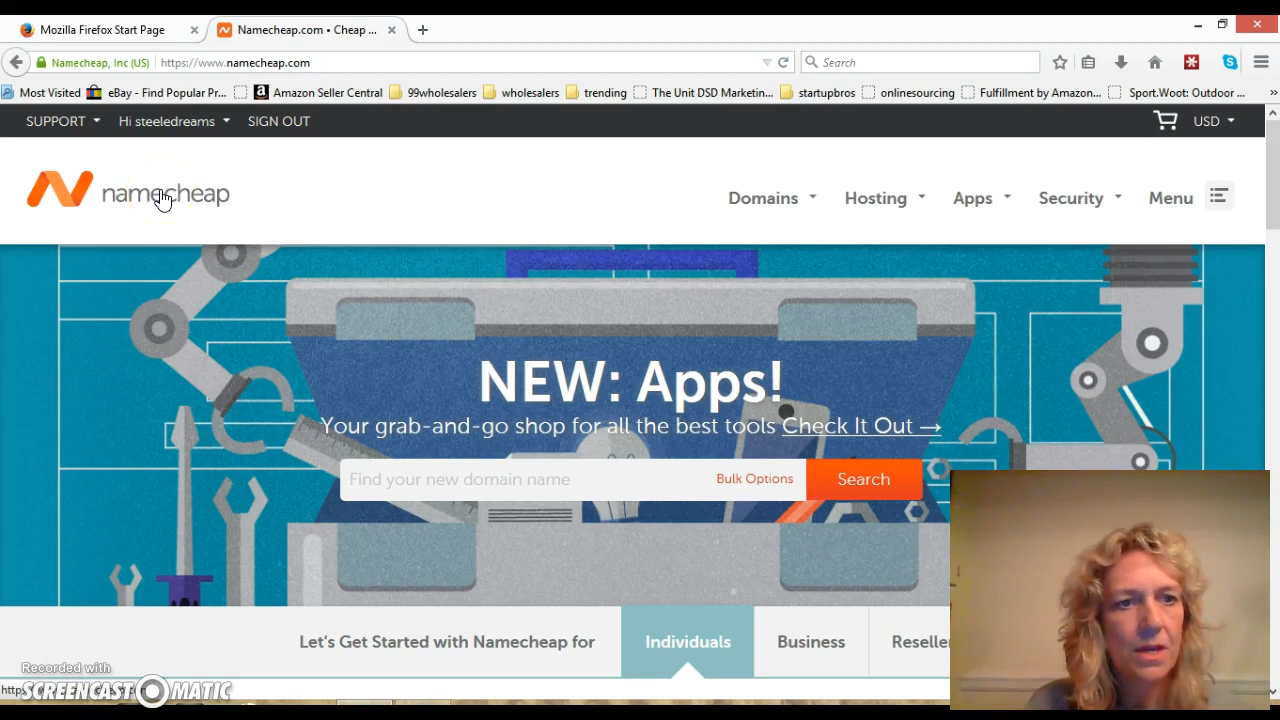 Mozilla Firefox Start Page
Namecheap.com • Cheap ...
Namecheap, Inc (US)
https://www.namecheap.com
Search
Most Visited
eBay - Find Popular Pr...
Amazon Seller Central
99wholesalers
wholesalers
trending
The Unit DSD Marketin...
startupbros
onlinesourcing
Fulfillment by Amazon...
Sport.Woot: Outdoor ...
SUPPORT
Hi steeledreams
SIGN OUT
USD
namecheap
Domains
Hosting
Apps
Security
Menu
NEW: Apps!
Your grab-and-go shop for all the best tools Check It Out →
Find your new domain name
Bulk Options
Search
Let's Get Started with Namecheap for
Individuals
Business
Recorded with
SCREENCAST-O-MATIC